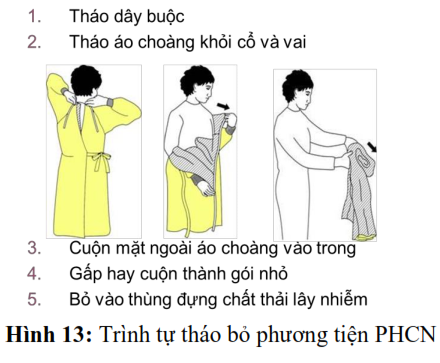 1. Tháo dây buộc
2. Tháo áo choàng khỏi cổ và vai
3. Cuộn mặt ngoài áo choàng vào trong
4. Gấp hay cuộn thành gói nhỏ
5. Bỏ vào thùng đựng chất thải lây nhiễm
Hình 13: Trình tự tháo bỏ phương tiện PHCN